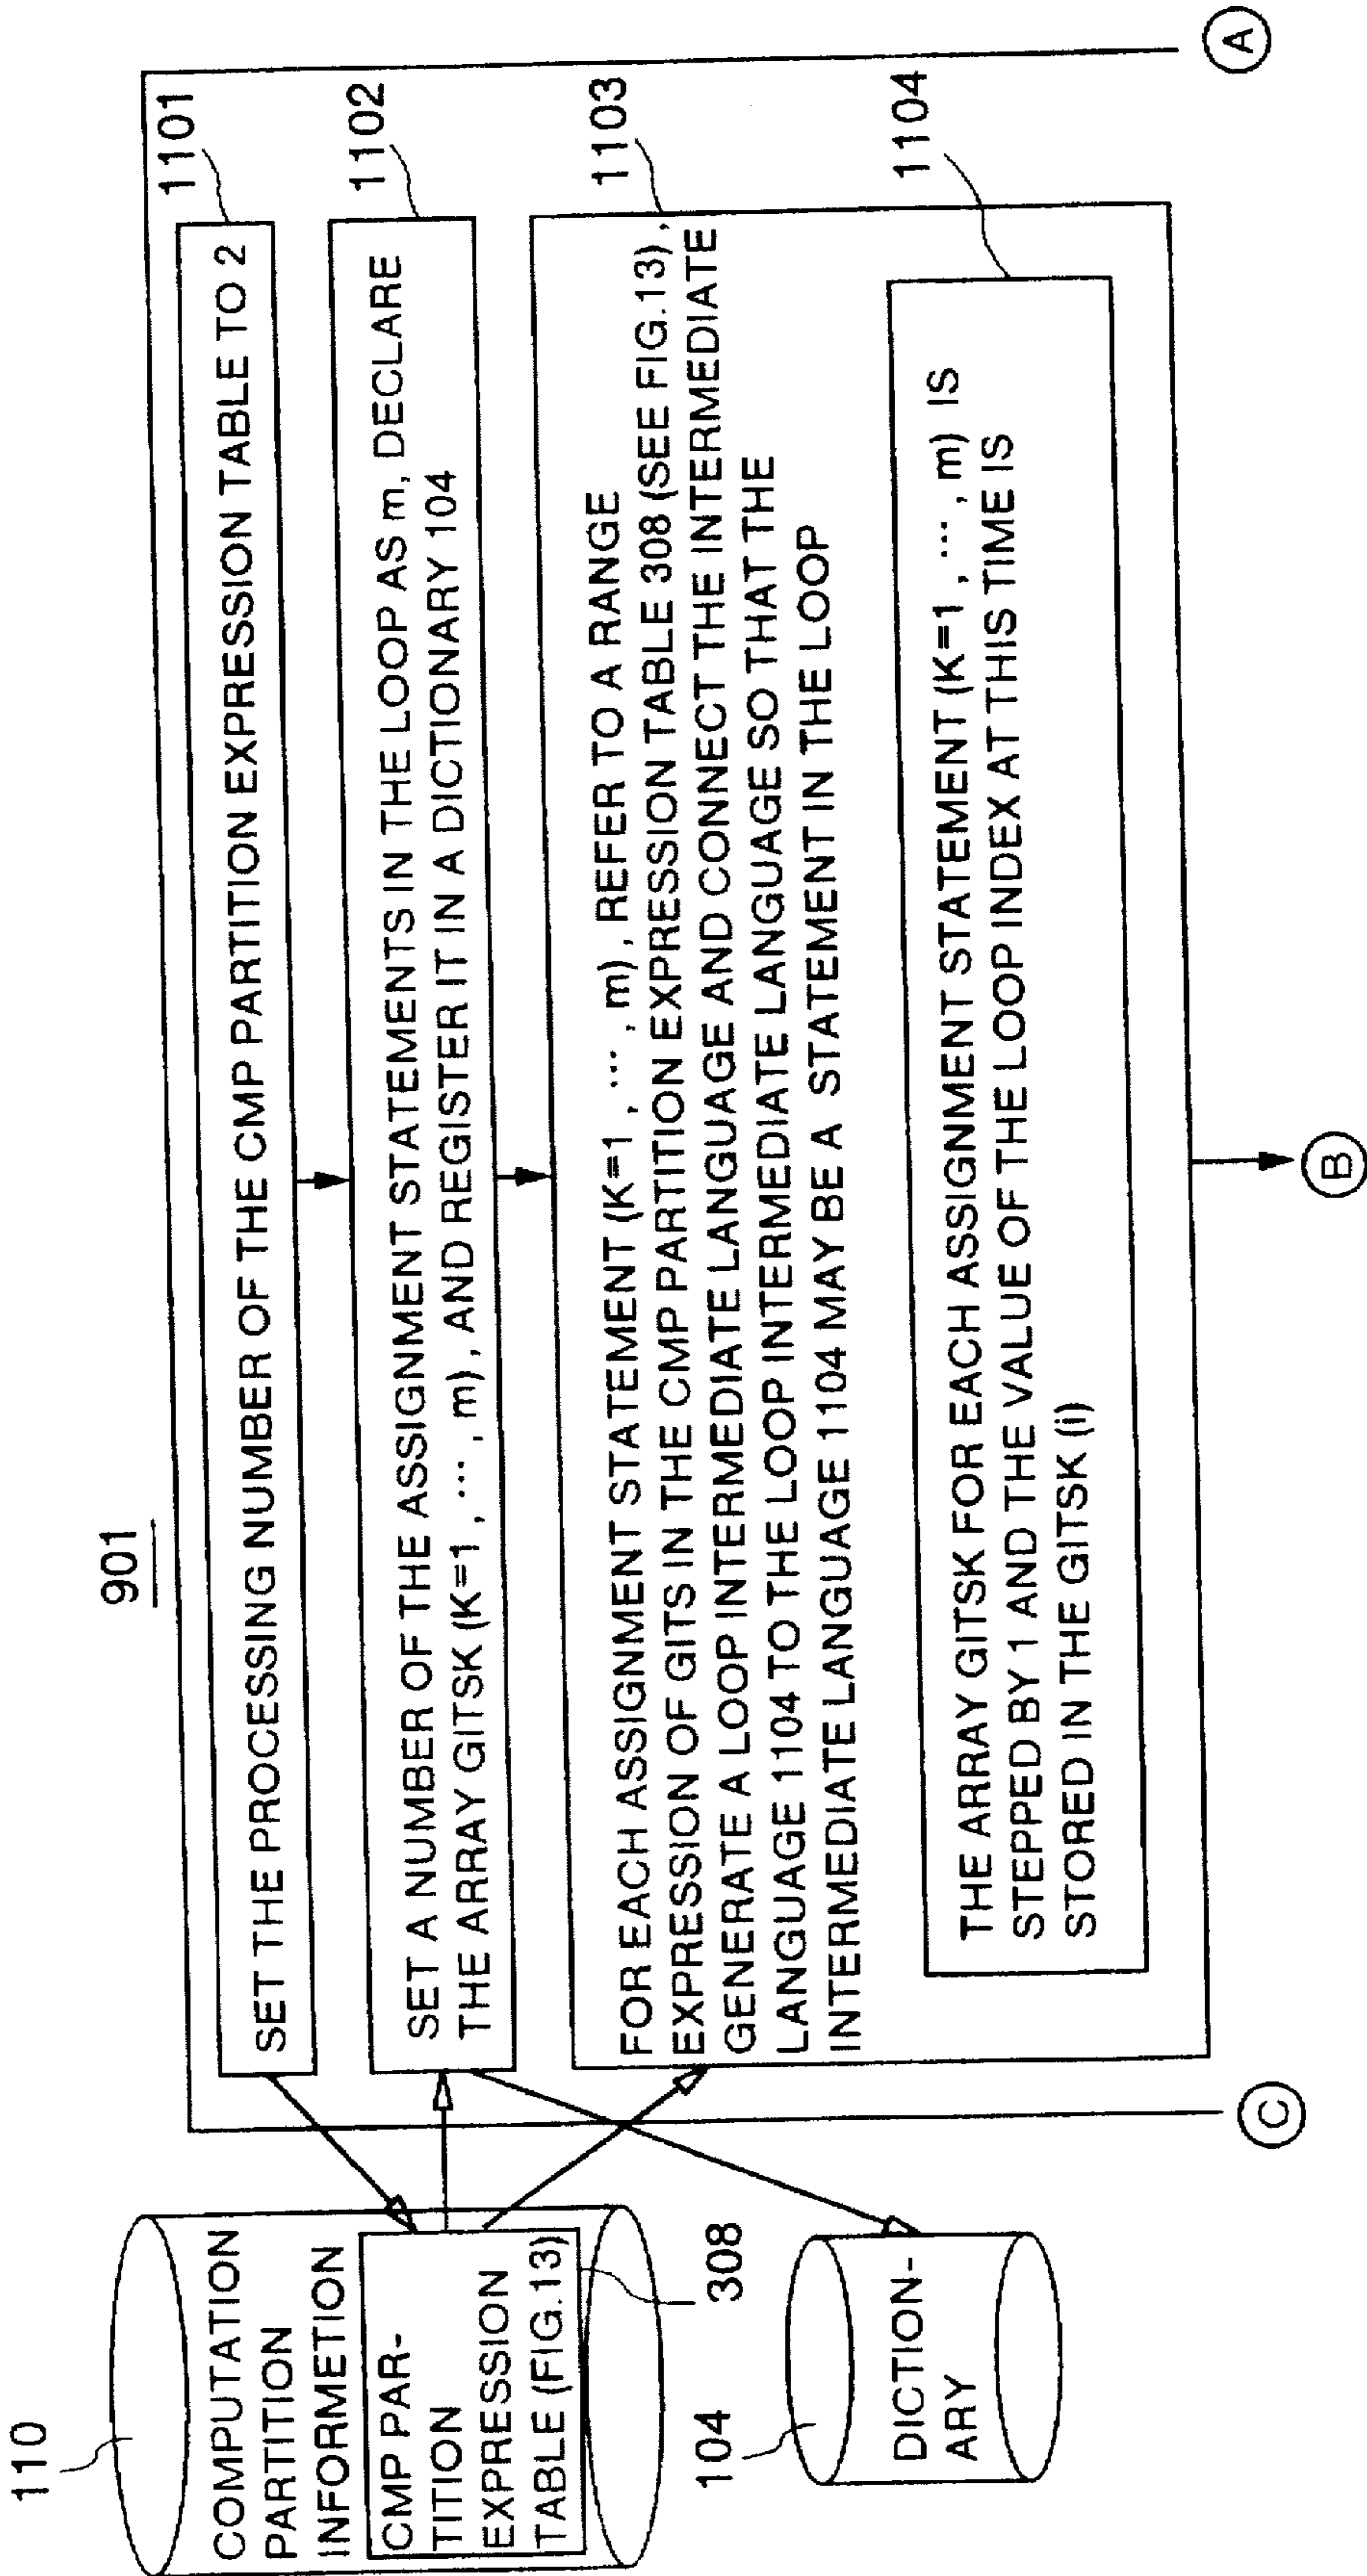 901
110
COMPUTATION
PARTITION
INFORMETION
CMP PAR-
TITION
EXPRESSION
TABLE (FIG.13)
308
104
DICTION-
ARY
1101
SET THE PROCESSING NUMBER OF THE CMP PARTITION EXPRESSION TABLE TO 2
1102
SET A NUMBER OF THE ASSIGNMENT STATEMENTS IN THE LOOP AS m, DECLARE
THE ARRAY GITSK (K=1, ···, m), AND REGISTER IT IN A DICTIONARY 104
1103
FOR EACH ASSIGNMENT STATEMENT (K=1, ···, m), REFER TO A RANGE
EXPRESSION OF GITS IN THE CMP PARTITION EXPRESSION TABLE 308 (SEE FIG.13),
GENERATE A LOOP INTERMEDIATE LANGUAGE AND CONNECT THE INTERMEDIATE
LANGUAGE 1104 TO THE LOOP INTERMEDIATE LANGUAGE SO THAT THE
INTERMEDIATE LANGUAGE 1104 MAY BE A STATEMENT IN THE LOOP
1104
THE ARRAY GITSK FOR EACH ASSIGNMENT STATEMENT (K=1, ···, m) IS
STEPPED BY 1 AND THE VALUE OF THE LOOP INDEX AT THIS TIME IS
STORED IN THE GITSK (i)
C
B
A